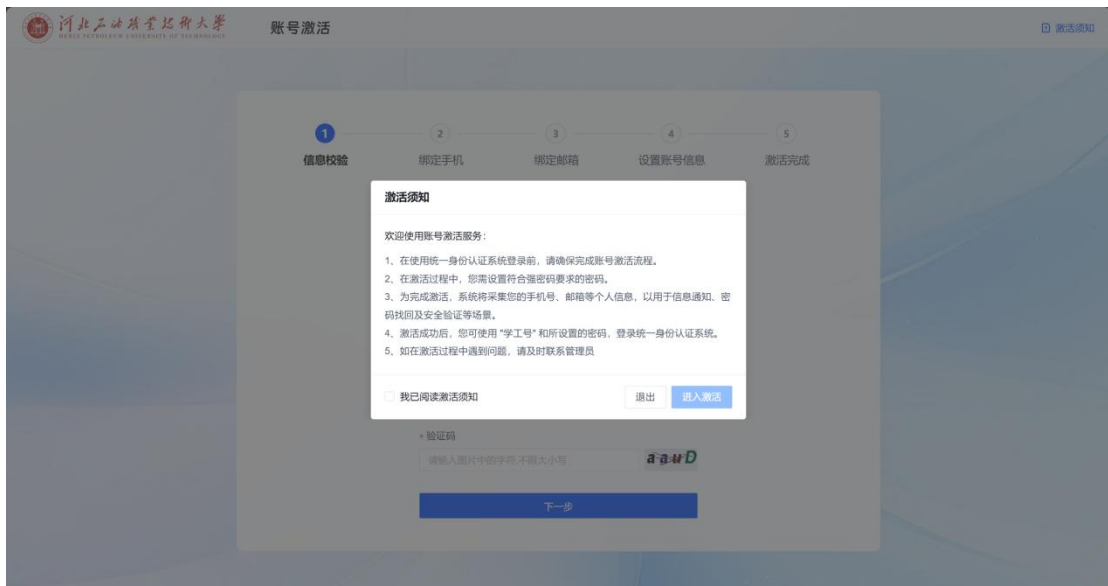 河北石油职业技术大学
HEBEI PETROLEUM UNIVERSITY OF TECHNOLOGY
账号激活
激活须知
1
2
3
4
5
信息校验
绑定手机
绑定邮箱
设置账号信息
激活完成
激活须知
欢迎使用账号激活服务：
1、在使用统一身份认证系统登录前，请确保完成账号激活流程。
2、在激活过程中，您需设置符合强密码要求的密码。
3、为完成激活，系统将采集您的手机号、邮箱等个人信息，以用于信息通知、密
码找回及安全验证等场景。
4、激活成功后，您可使用 "学工号" 和所设置的密码，登录统一身份认证系统。
5、如在激活过程中遇到问题，请及时联系管理员
我已阅读激活须知
退出
进入激活
* 验证码
请输入图片中的字符,不限大小写
aauD
下一步